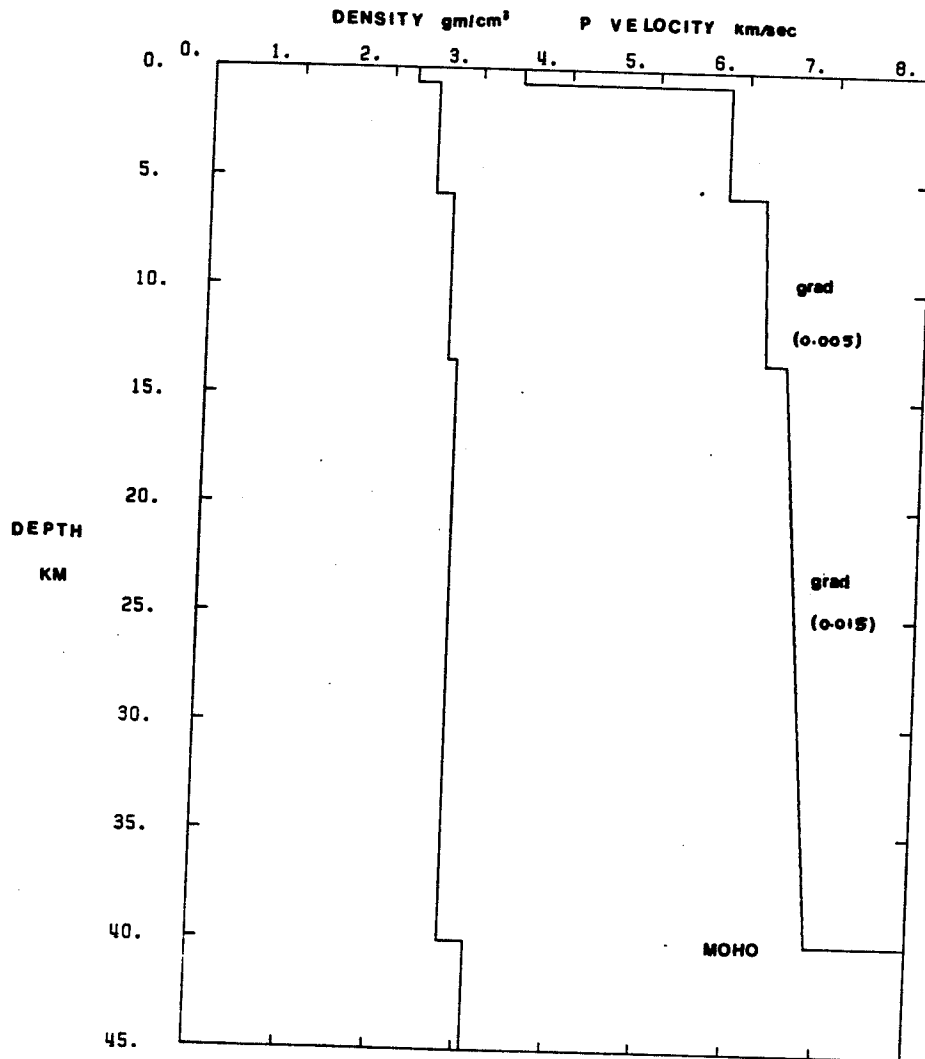 DENSITY gm/cm³ P VELOCITY km/sec
0. 0. 1. 2. 3. 4. 5. 6. 7. 8.
5.
10.
grad
(0.005)
15.
20.
DEPTH
KM
grad
(0.015)
25.
30.
35.
40.
MOHO
45.